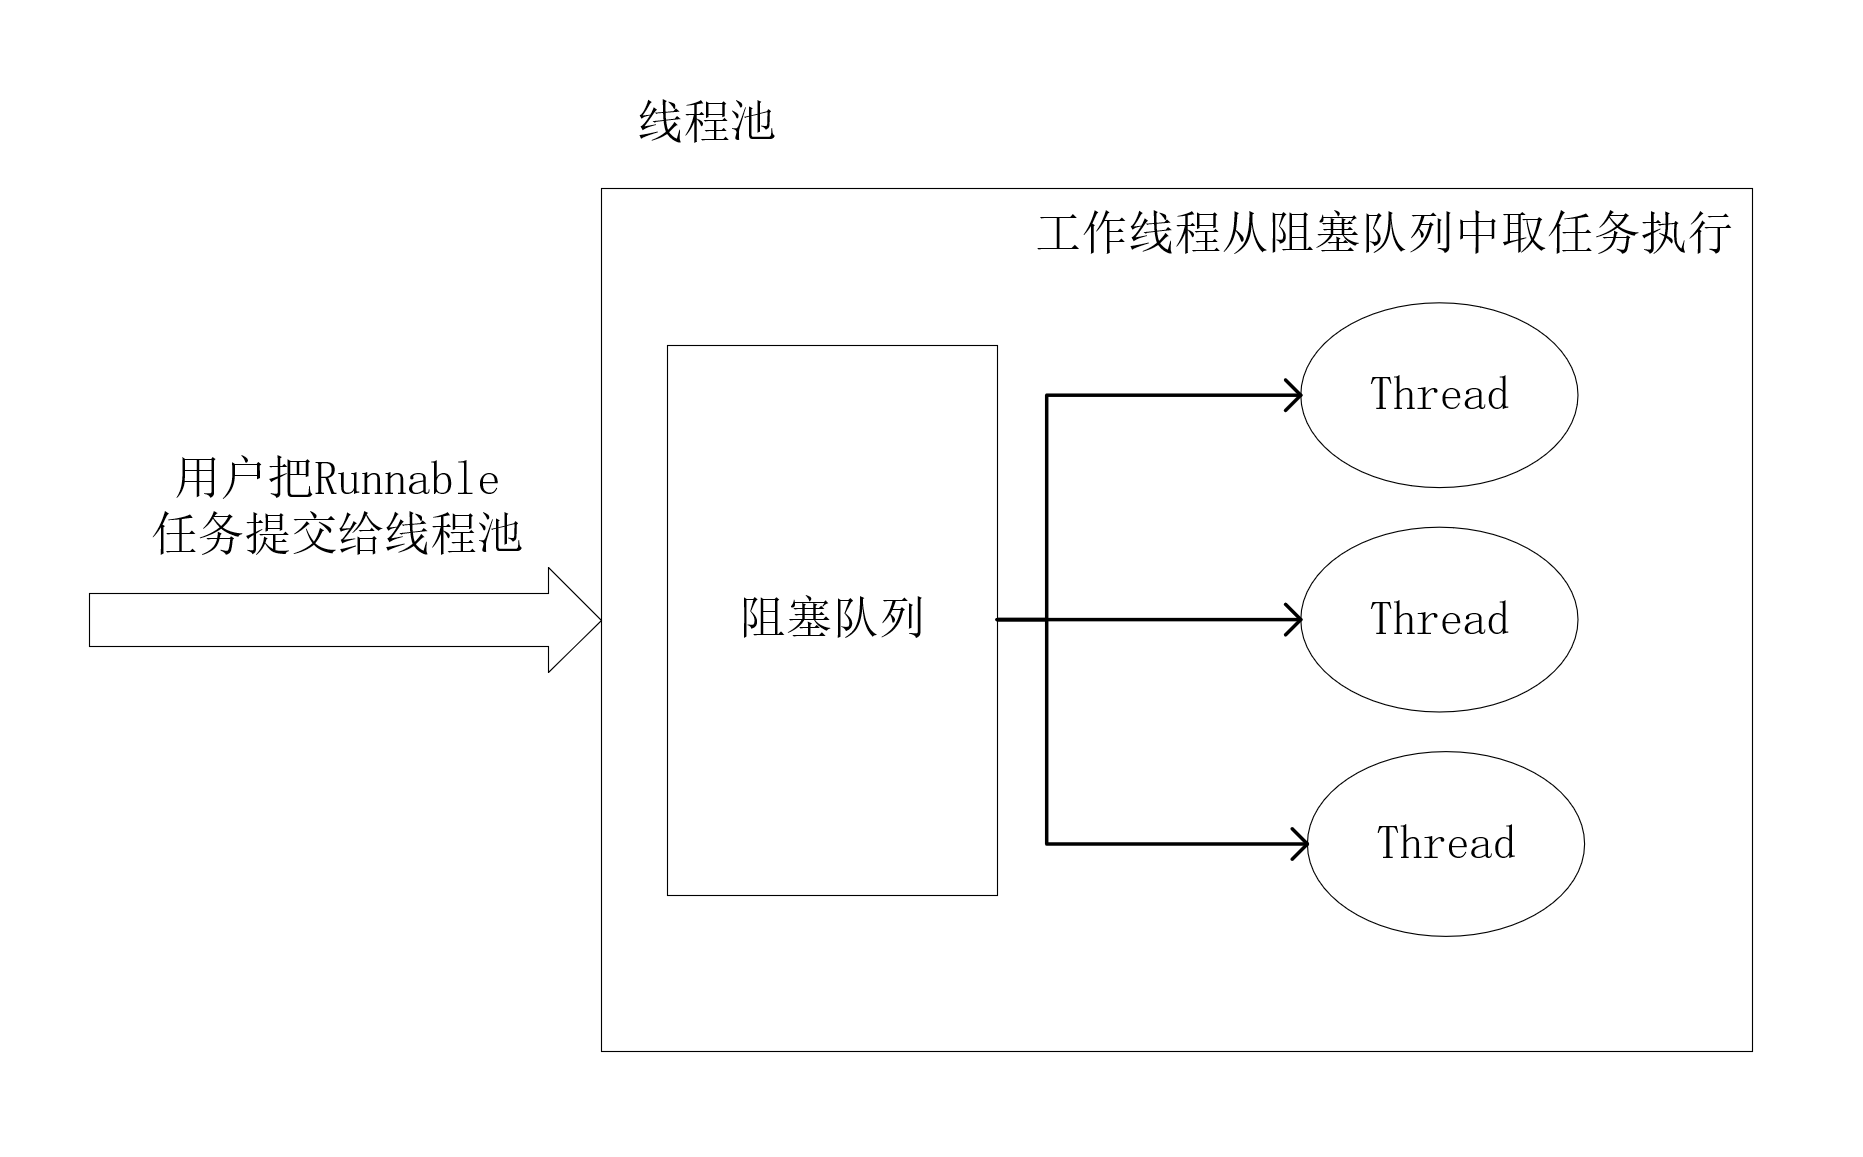 线程池
工作线程从阻塞队列中取任务执行
用户把Runnable
任务提交给线程池
阻塞队列
Thread
Thread
Thread